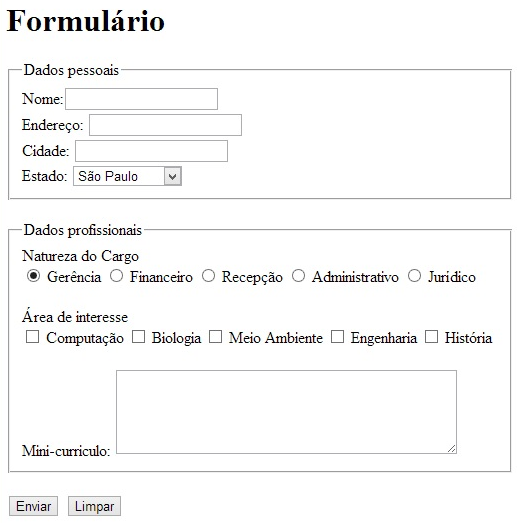 Formulário
Dados pessoais
Nome:
Endereço:
Cidade:
Estado: São Paulo
Dados profissionais
Natureza do Cargo
Gerência Financeiro Recepção Administrativo Jurídico
Área de interesse
Computação Biologia Meio Ambiente Engenharia História
Mini-curriculo:
Enviar Limpar